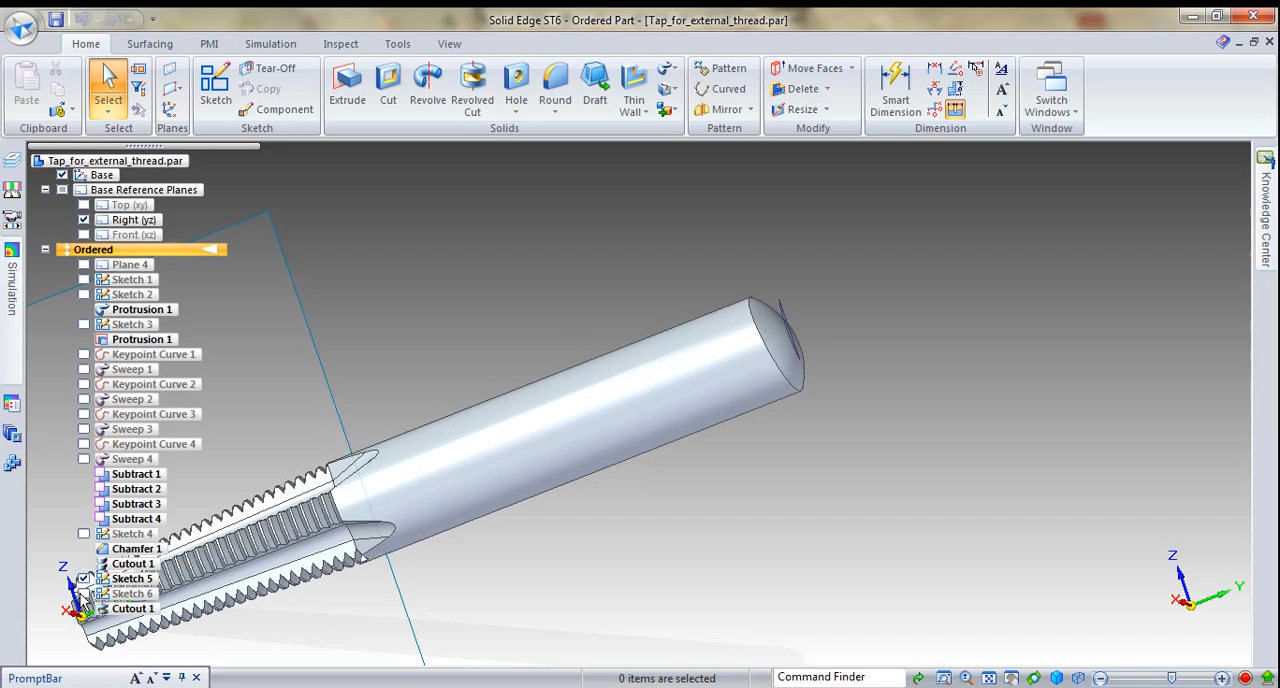 Solid Edge ST6 - Ordered Part - [Tap_for_external_thread.par]
Home Surfacing PMI Simulation Inspect Tools View
Paste
Clipboard
Select
Select
Planes
Sketch
Tear-Off
Copy
Component
Sketch
Extrude Cut Revolve Revolved Cut Hole Round Draft Thin Wall
Solids
Pattern
Curved
Mirror
Pattern
Move Faces
Delete
Resize
Modify
Smart Dimension
Dimension
Switch Windows
Window
Tap_for_external_thread.par
Base
Base Reference Planes
Top (xy)
Right (yz)
Front (xz)
Ordered
Plane 4
Sketch 1
Sketch 2
Protrusion 1
Sketch 3
Protrusion 1
Keypoint Curve 1
Sweep 1
Keypoint Curve 2
Sweep 2
Keypoint Curve 3
Sweep 3
Keypoint Curve 4
Sweep 4
Subtract 1
Subtract 2
Subtract 3
Subtract 4
Sketch 4
Chamfer 1
Cutout 1
Sketch 5
Sketch 6
Cutout 1
Simulation
Knowledge Center
Z
X
Z
Y
X
PromptBar
0 items are selected
Command Finder